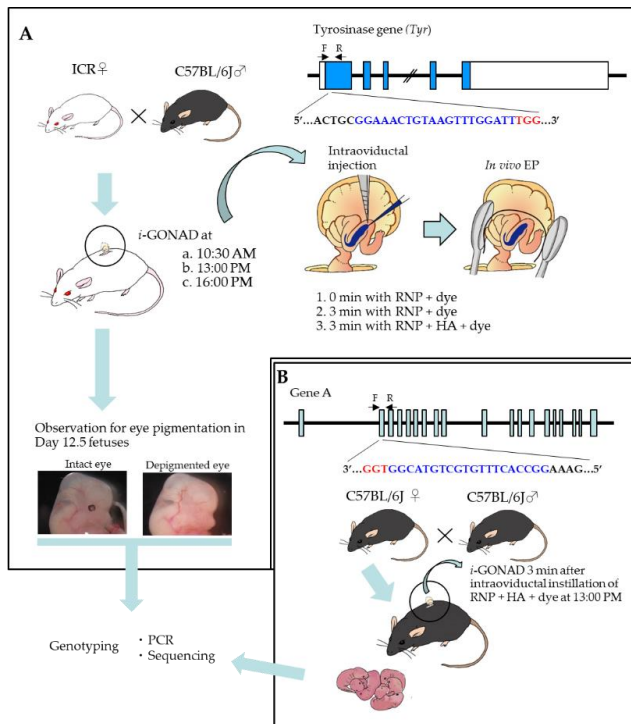 A
Tyrosinase gene (Tyr)
F R
ICR♀
C57BL/6J♂
5’...ACTGCGGAAACTGTAAGTTTGGATTTGG...3’
Intraoviductal
injection
In vivo EP
i-GONAD at
a. 10:30 AM
b. 13:00 PM
c. 16:00 PM
1. 0 min with RNP + dye
2. 3 min with RNP + dye
3. 3 min with RNP + HA + dye
B
Gene A
F R
3’...GGTGGCATGTCGTGTTTCACCGGAAAG...5’
C57BL/6J ♀
C57BL/6J♂
i-GONAD 3 min after
intraoviductal instillation of
RNP + HA + dye at 13:00 PM
Observation for eye pigmentation in
Day 12.5 fetuses
Intact eye
Depigmented eye
Genotyping
・PCR
・Sequencing